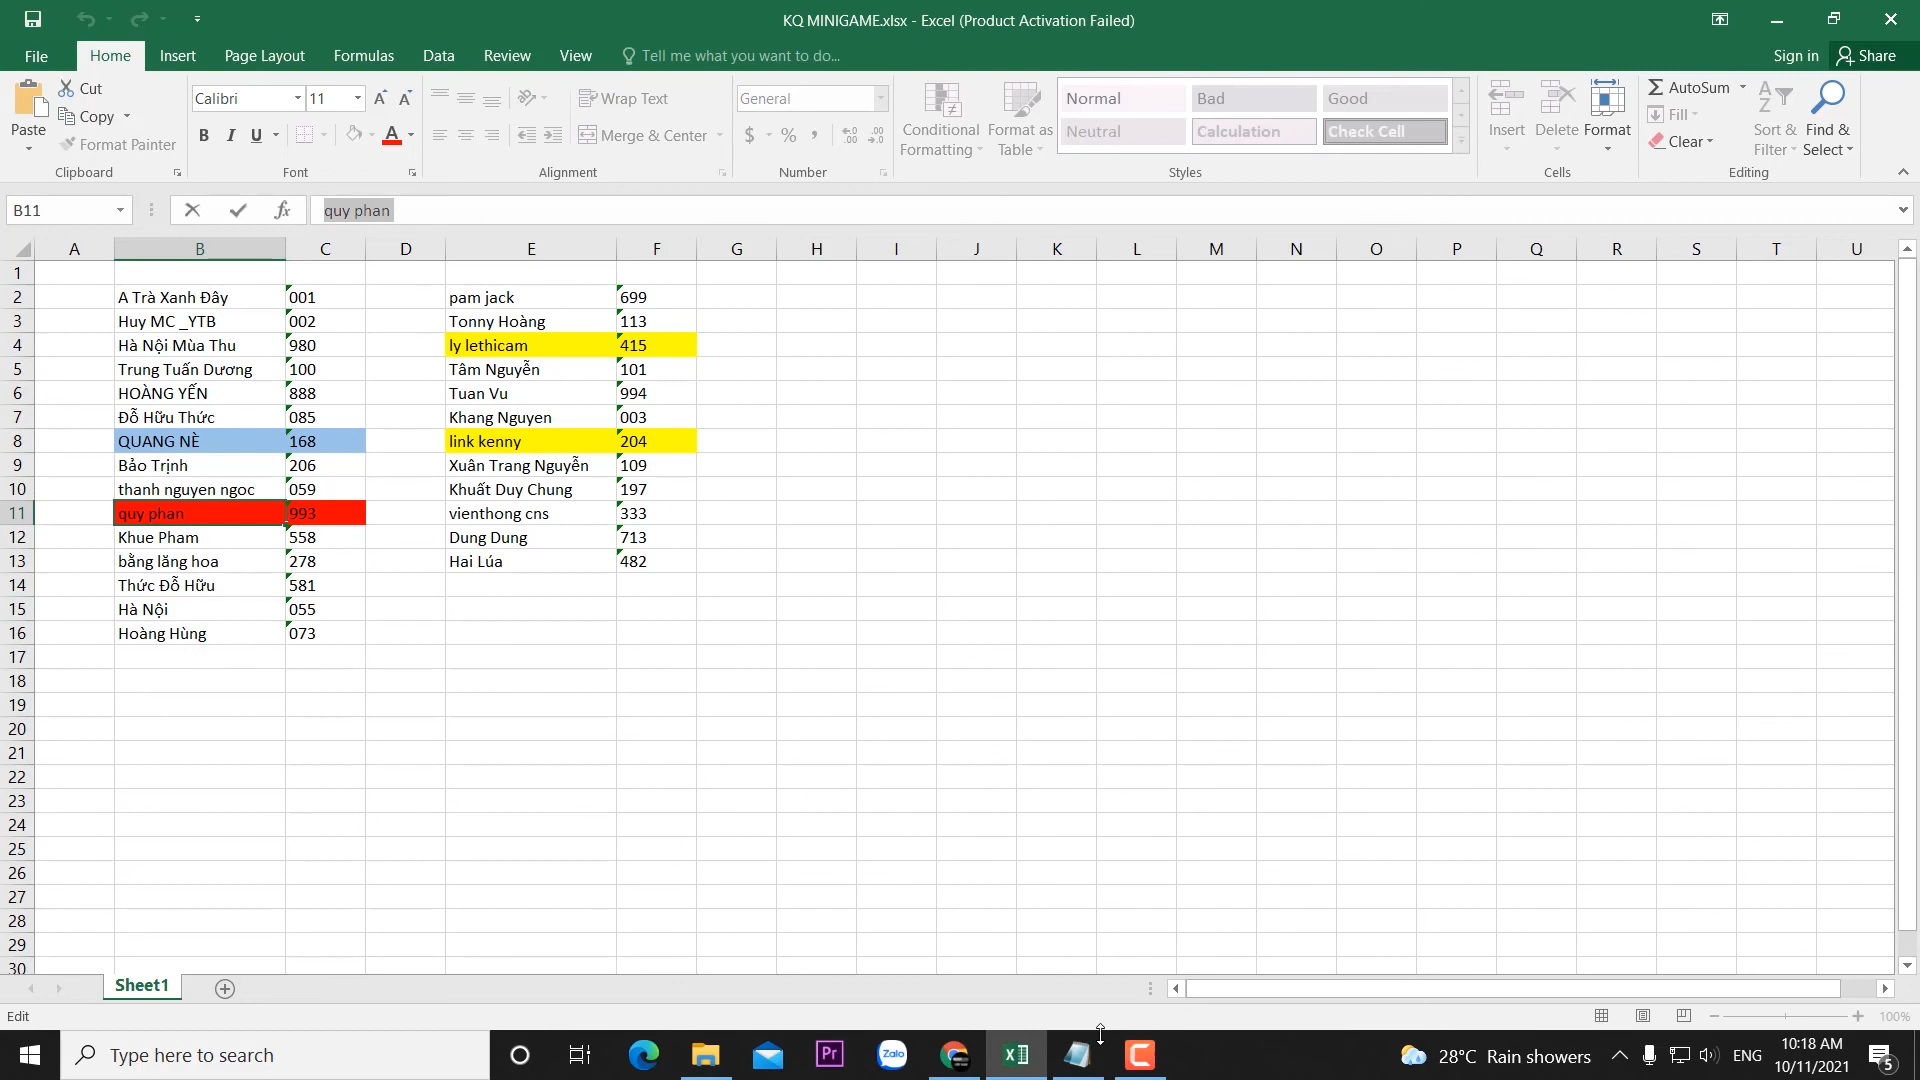 KQ MINIGAME.xlsx - Excel (Product Activation Failed)
File Home Insert Page Layout Formulas Data Review View Tell me what you want to do... Sign in Share
Paste Cut Copy Format Painter Clipboard
Calibri 11 B I U A Font
Wrap Text Merge & Center Alignment
General $ % , Number
Conditional Formatting Format as Table
Normal Bad Good
Neutral Calculation Check Cell
Styles
Insert Delete Format Cells
AutoSum Fill Clear Sort & Filter Find & Select Editing
B11 fx quy phan
A B C D E F G H I J K L M N O P Q R S T U
1
2 A Trà Xanh Đây 001 pam jack 699
3 Huy MC _YTB 002 Tonny Hoàng 113
4 Hà Nội Mùa Thu 980 ly lethicam 415
5 Trung Tuấn Dương 100 Tâm Nguyễn 101
6 HOÀNG YẾN 888 Tuan Vu 994
7 Đỗ Hữu Thức 085 Khang Nguyen 003
8 QUANG NÈ 168 link kenny 204
9 Bảo Trịnh 206 Xuân Trang Nguyễn 109
10 thanh nguyen ngoc 059 Khuất Duy Chung 197
11 quy phan 993 vienthong cns 333
12 Khue Pham 558 Dung Dung 713
13 bằng lăng hoa 278 Hai Lúa 482
14 Thức Đỗ Hữu 581
15 Hà Nội 055
16 Hoàng Hùng 073
17
18
19
20
21
22
23
24
25
26
27
28
29
30
Sheet1
Edit 100%
Type here to search Pr Zalo 28°C Rain showers ENG 10:18 AM
10/11/2021 5